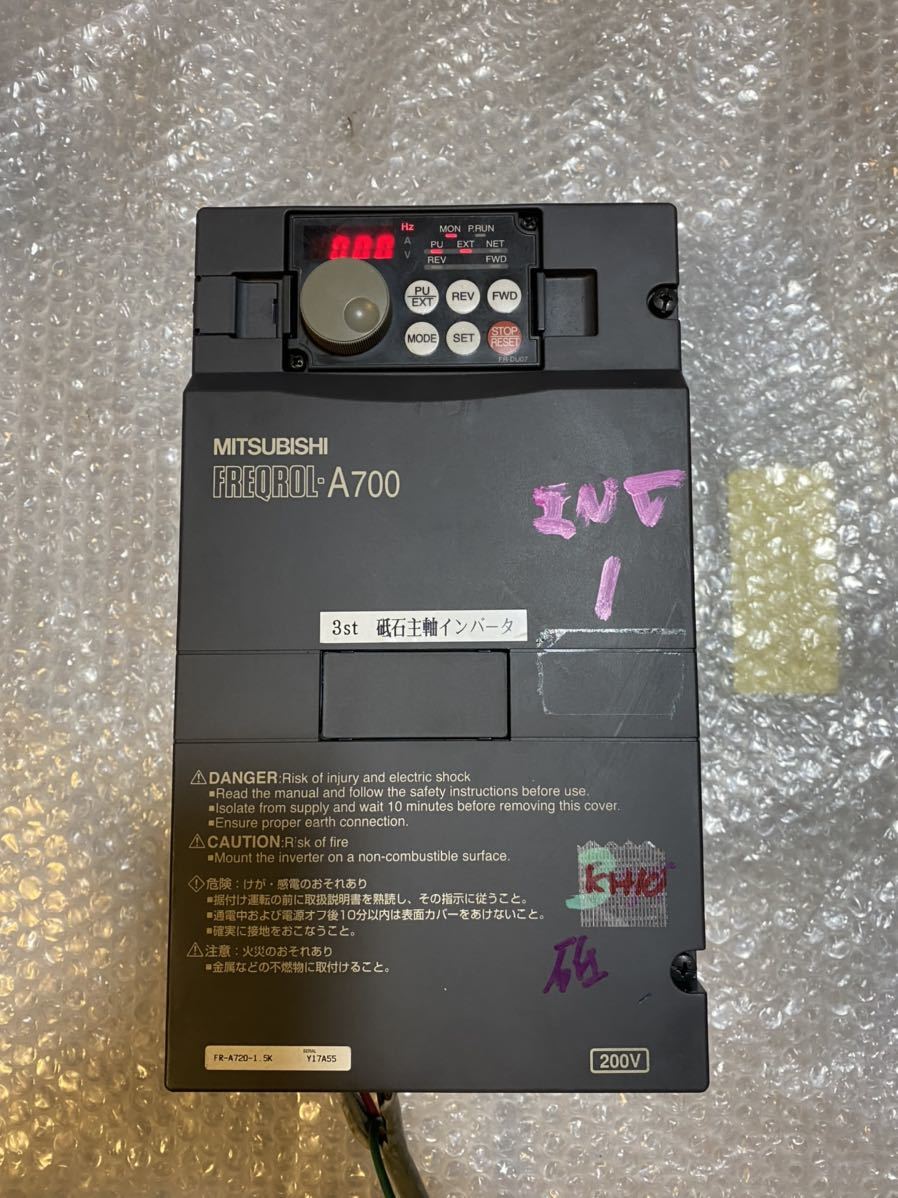 0.00
Hz
A
V
MON P.RUN
PU EXT NET
REV FWD
PU
EXT
REV
FWD
MODE
SET
STOP
RESET
FR-DU07
MITSUBISHI
FREQROL-A700
INV
1
3st 砥石主軸インバータ
⚠DANGER:Risk of injury and electric shock
■Read the manual and follow the safety instructions before use.
■Isolate from supply and wait 10 minutes before removing this cover.
■Ensure proper earth connection.
⚠CAUTION:Risk of fire
■Mount the inverter on a non-combustible surface.
危険：けが・感電のおそれあり
■据付け運転の前に取扱説明書を熟読し、その指示に従うこと。
■通電中および電源オフ後10分以内は表面カバーをあけないこと。
■確実に接地をおこなうこと。
⚠注意：火災のおそれあり
■金属などの不燃物に取付けること。
3
FR-A720-1.5K
SERIAL
Y17A55
200V